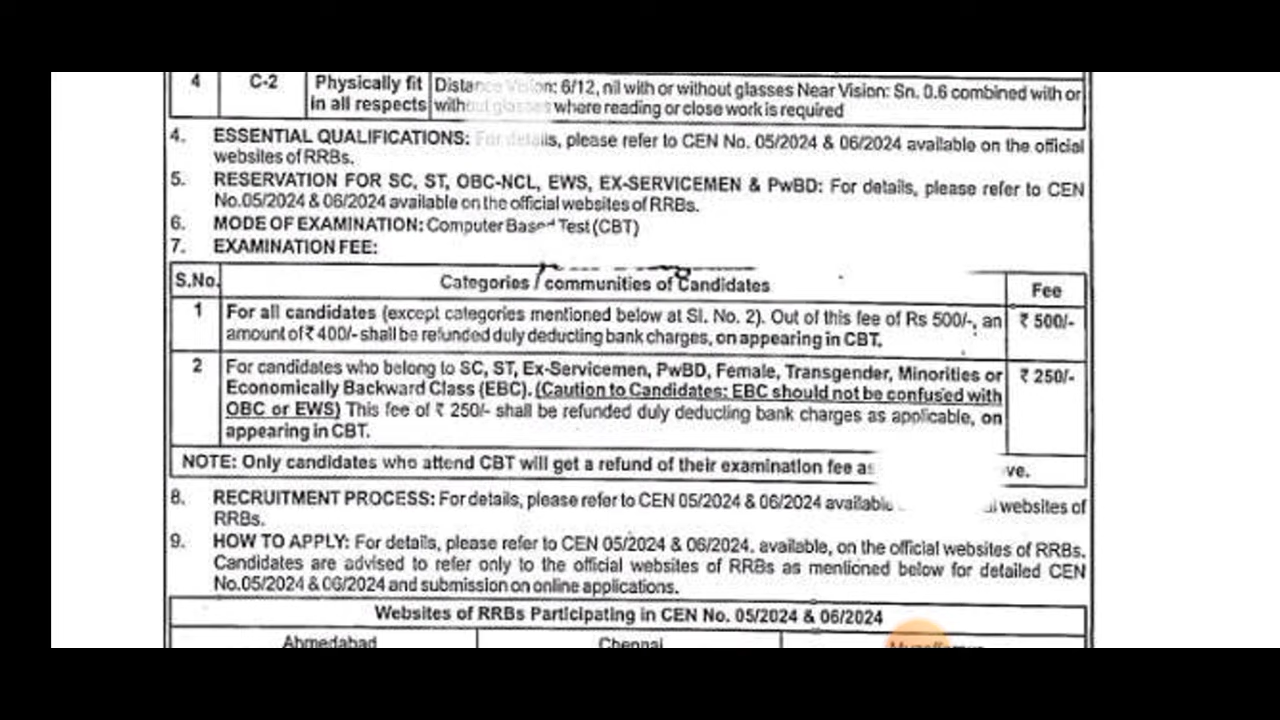 4 C-2 Physically fit Distance Vision: 6/12, nil with or without glasses Near Vision: Sn. 0.6 combined with or
in all respects without glasses where reading or close work is required
4. ESSENTIAL QUALIFICATIONS: For details, please refer to CEN No. 05/2024 & 06/2024 available on the official
websites of RRBs.
5. RESERVATION FOR SC, ST, OBC-NCL, EWS, EX-SERVICEMEN & PwBD: For details, please refer to CEN
No.05/2024 & 06/2024 available on the official websites of RRBs.
6. MODE OF EXAMINATION: Computer Based Test (CBT)
7. EXAMINATION FEE:
S.No. Categories / communities of Candidates Fee
1 For all candidates (except categories mentioned below at Sl. No. 2). Out of this fee of Rs 500/-, an ₹ 500/-
amount of ₹ 400/- shall be refunded duly deducting bank charges, on appearing in CBT.
2 For candidates who belong to SC, ST, Ex-Servicemen, PwBD, Female, Transgender, Minorities or ₹ 250/-
Economically Backward Class (EBC). (Caution to Candidates: EBC should not be confused with
OBC or EWS) This fee of ₹ 250/- shall be refunded duly deducting bank charges as applicable, on
appearing in CBT.
NOTE: Only candidates who attend CBT will get a refund of their examination fee as ve.
8. RECRUITMENT PROCESS: For details, please refer to CEN 05/2024 & 06/2024 available websites of
RRBs.
9. HOW TO APPLY: For details, please refer to CEN 05/2024 & 06/2024, available, on the official websites of RRBs.
Candidates are advised to refer only to the official websites of RRBs as mentioned below for detailed CEN
No.05/2024 & 06/2024 and submission on online applications.
Websites of RRBs Participating in CEN No. 05/2024 & 06/2024
Ahmedabad Chennai